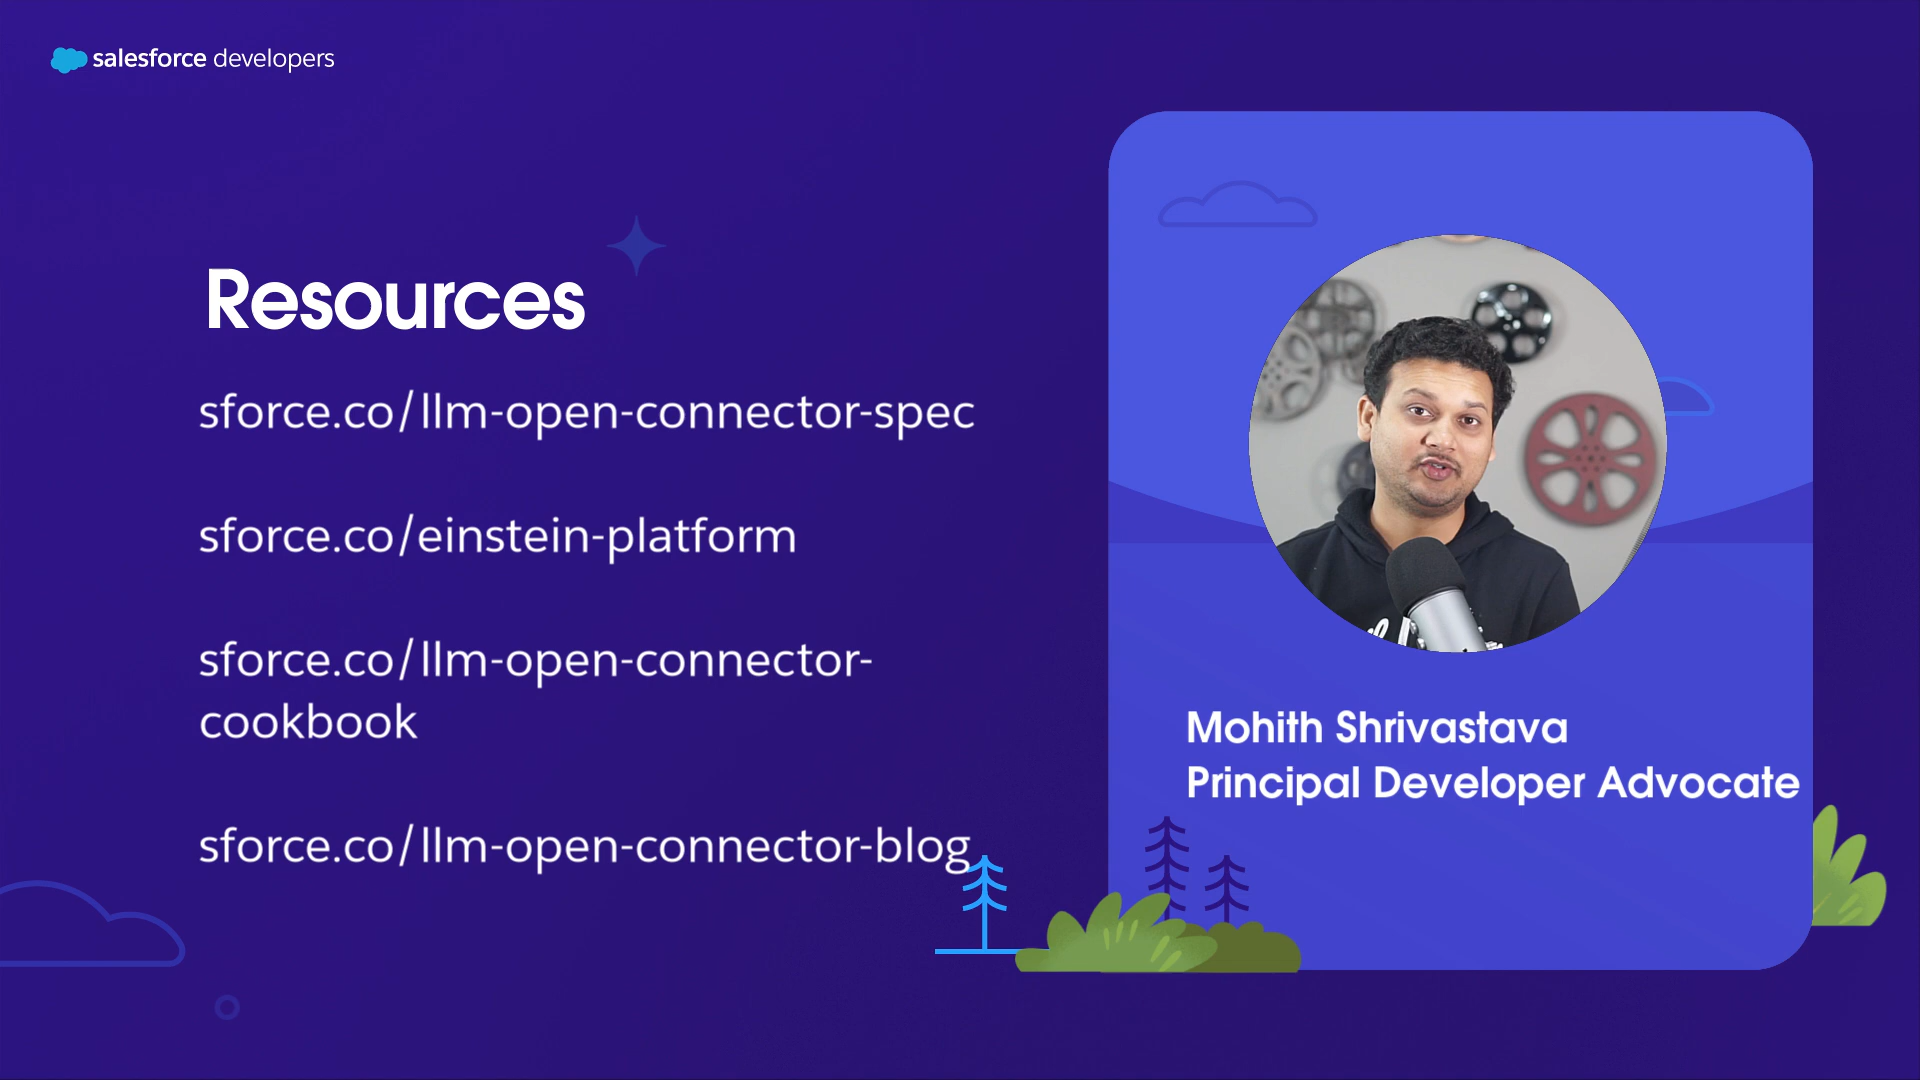 salesforce developers
Resources
sforce.co/llm-open-connector-spec
sforce.co/einstein-platform
sforce.co/llm-open-connector-
cookbook
sforce.co/llm-open-connector-blog
Mohith Shrivastava
Principal Developer Advocate